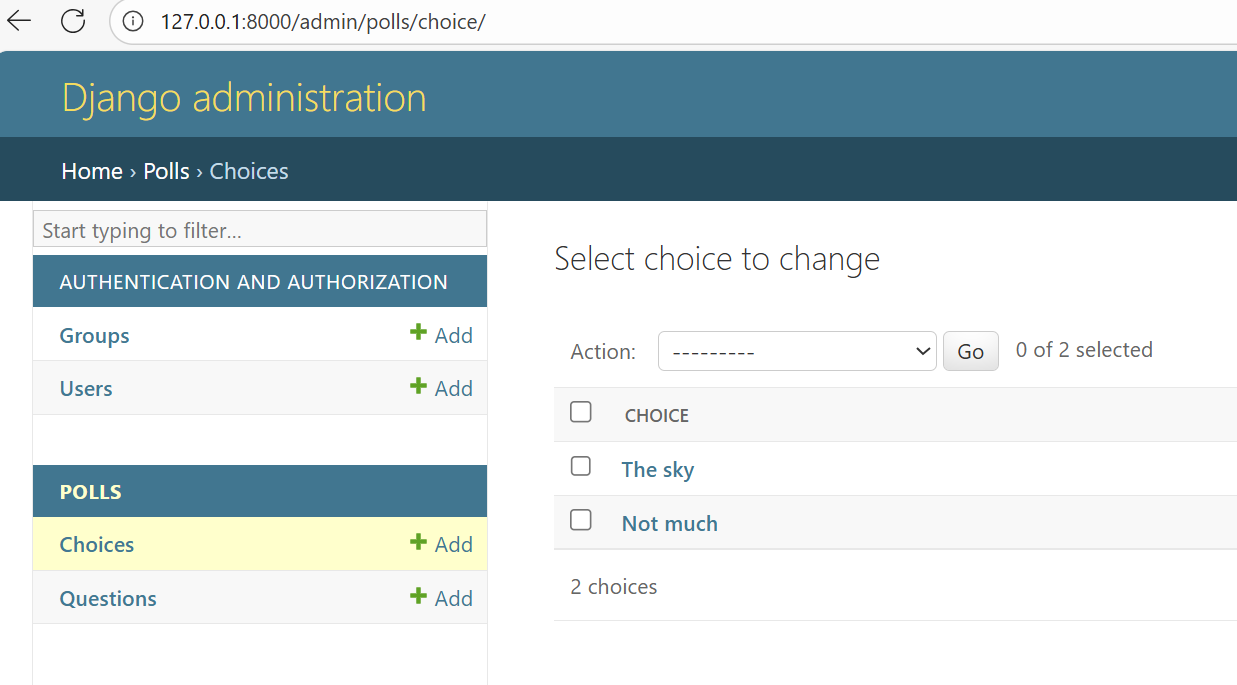 127.0.0.1:8000/admin/polls/choice/
Django administration
Home › Polls › Choices
Start typing to filter...
AUTHENTICATION AND AUTHORIZATION
Groups Add
Users Add
POLLS
Choices Add
Questions Add
Select choice to change
Action: --------- Go 0 of 2 selected
CHOICE
The sky
Not much
2 choices